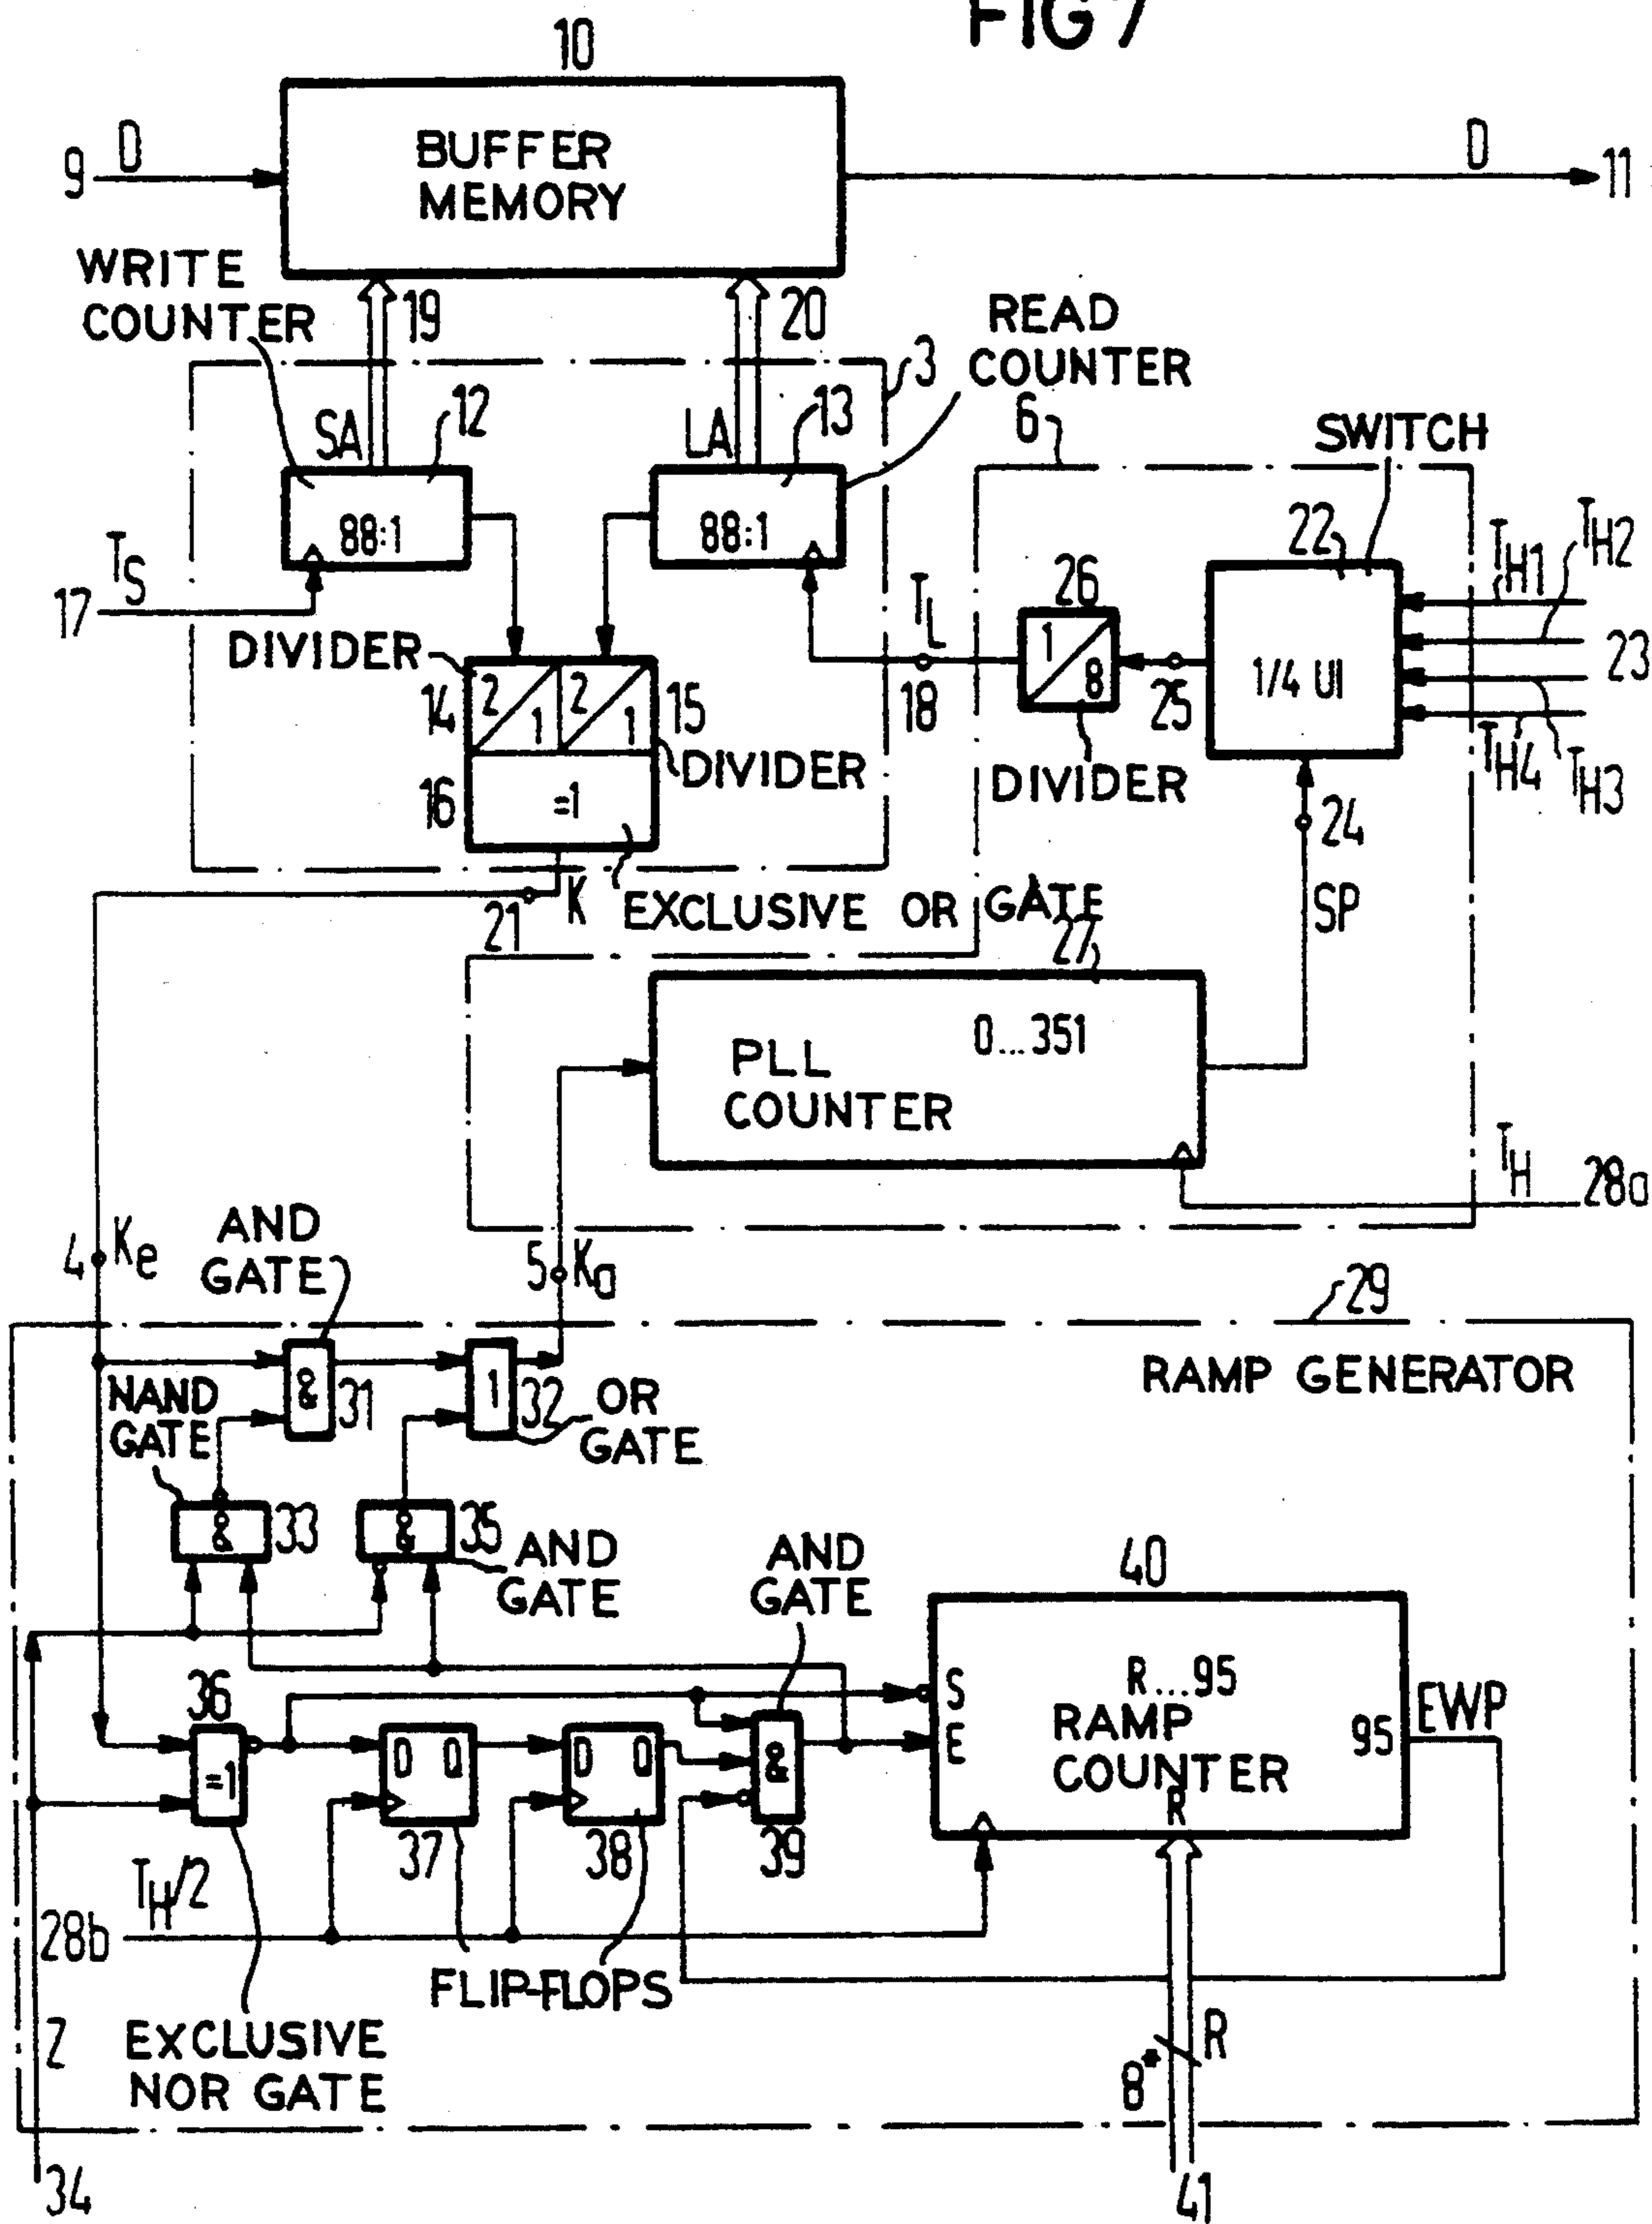 FIG 7
10
BUFFER
MEMORY
9 D
D 11
WRITE
COUNTER
19
20
READ
COUNTER
3
6
SWITCH
SA
12
LA
13
88:1
88:1
22
TH1
TH2
TS
17
26
TL
1/8
1/4 UI
23
DIVIDER
14
2/1
2/1
15
18
25
TH4
TH3
DIVIDER
DIVIDER
16
=1
24
21
K
EXCLUSIVE OR GATE
SP
27
0...351
PLL
COUNTER
TH
28a
AND
GATE
4 Ke
5 Ka
29
RAMP GENERATOR
&
31
1
32
OR
GATE
NAND
GATE
&
33
&
35
AND
GATE
AND
GATE
40
36
S
R...95
RAMP
COUNTER
E
95
EWP
=1
D Q
D Q
&
R
37
38
39
TH/2
28b
FLIP-FLOPS
Z
EXCLUSIVE
NOR GATE
8*
R
34
41